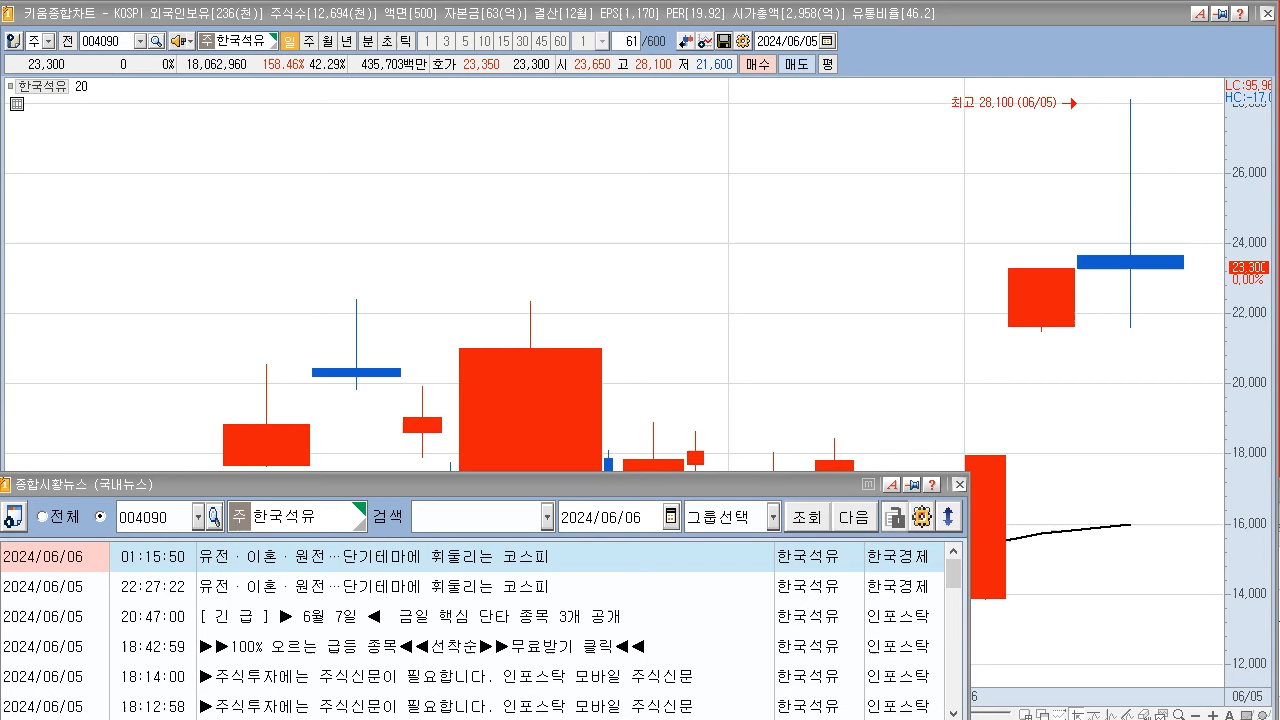 키움종합차트 - KOSPI 외국인보유[236(천)] 주식수[12,694(천)] 액면[500] 자본금[63(억)] 결산[12월] EPS[1,170] PER[19.92] 시가총액[2,958(억)] 유통비율[46.2]
주 전 004090 주 한국석유 일 주 월 년 분 초 틱 1 3 5 10 15 30 45 60 1 61 /600 2024/06/05
23,300 0 0% 18,062,960 158.46% 42.29% 435,703백만 호가 23,350 23,300 시 23,650 고 28,100 저 21,600 매수 매도 평
한국석유 20
LC:95,96
HC:-17,0
최고 28,100 (06/05)
26,000
24,000
23,300
0,00%
22,000
20,000
18,000
16,000
14,000
12,000
06/05
종합시황뉴스 (국내뉴스)
전체 004090 주 한국석유 검색 2024/06/06 그룹선택 조회 다음
2024/06/06 01:15:50 유전·이혼·원전…단기테마에 휘둘리는 코스피 한국석유 한국경제
2024/06/05 22:27:22 유전·이혼·원전…단기테마에 휘둘리는 코스피 한국석유 한국경제
2024/06/05 20:47:00 [ 긴 급 ] ▶ 6월 7일 ◀ 금일 핵심 단타 종목 3개 공개 한국석유 인포스탁
2024/06/05 18:42:59 ▶▶100% 오르는 급등 종목◀◀선착순▶▶무료받기 클릭◀◀ 한국석유 인포스탁
2024/06/05 18:14:00 ▶주식투자에는 주식신문이 필요합니다. 인포스탁 모바일 주식신문 한국석유 인포스탁
2024/06/05 18:12:58 ▶주식투자에는 주식신문이 필요합니다. 인포스탁 모바일 주식신문 한국석유 인포스탁